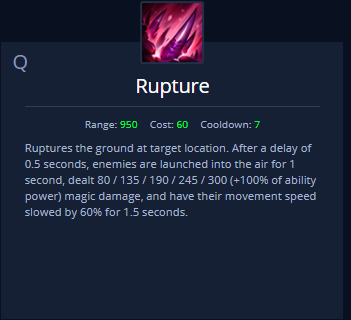 Q
Rupture
Range: 950 Cost: 60 Cooldown: 7
Ruptures the ground at target location. After a delay of
0.5 seconds, enemies are launched into the air for 1
second, dealt 80 / 135 / 190 / 245 / 300 (+100% of ability
power) magic damage, and have their movement speed
slowed by 60% for 1.5 seconds.